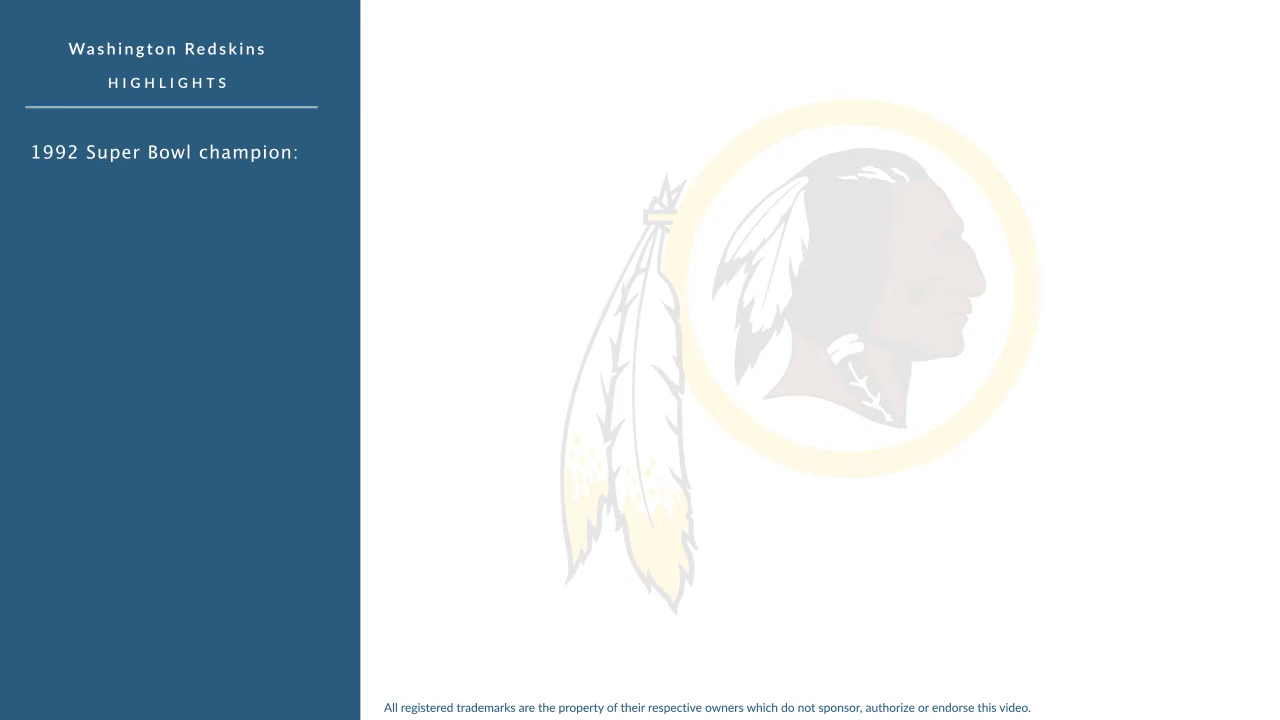 Washington Redskins
HIGHLIGHTS
1992 Super Bowl champion:
All registered trademarks are the property of their respective owners which do not sponsor, authorize or endorse this video.